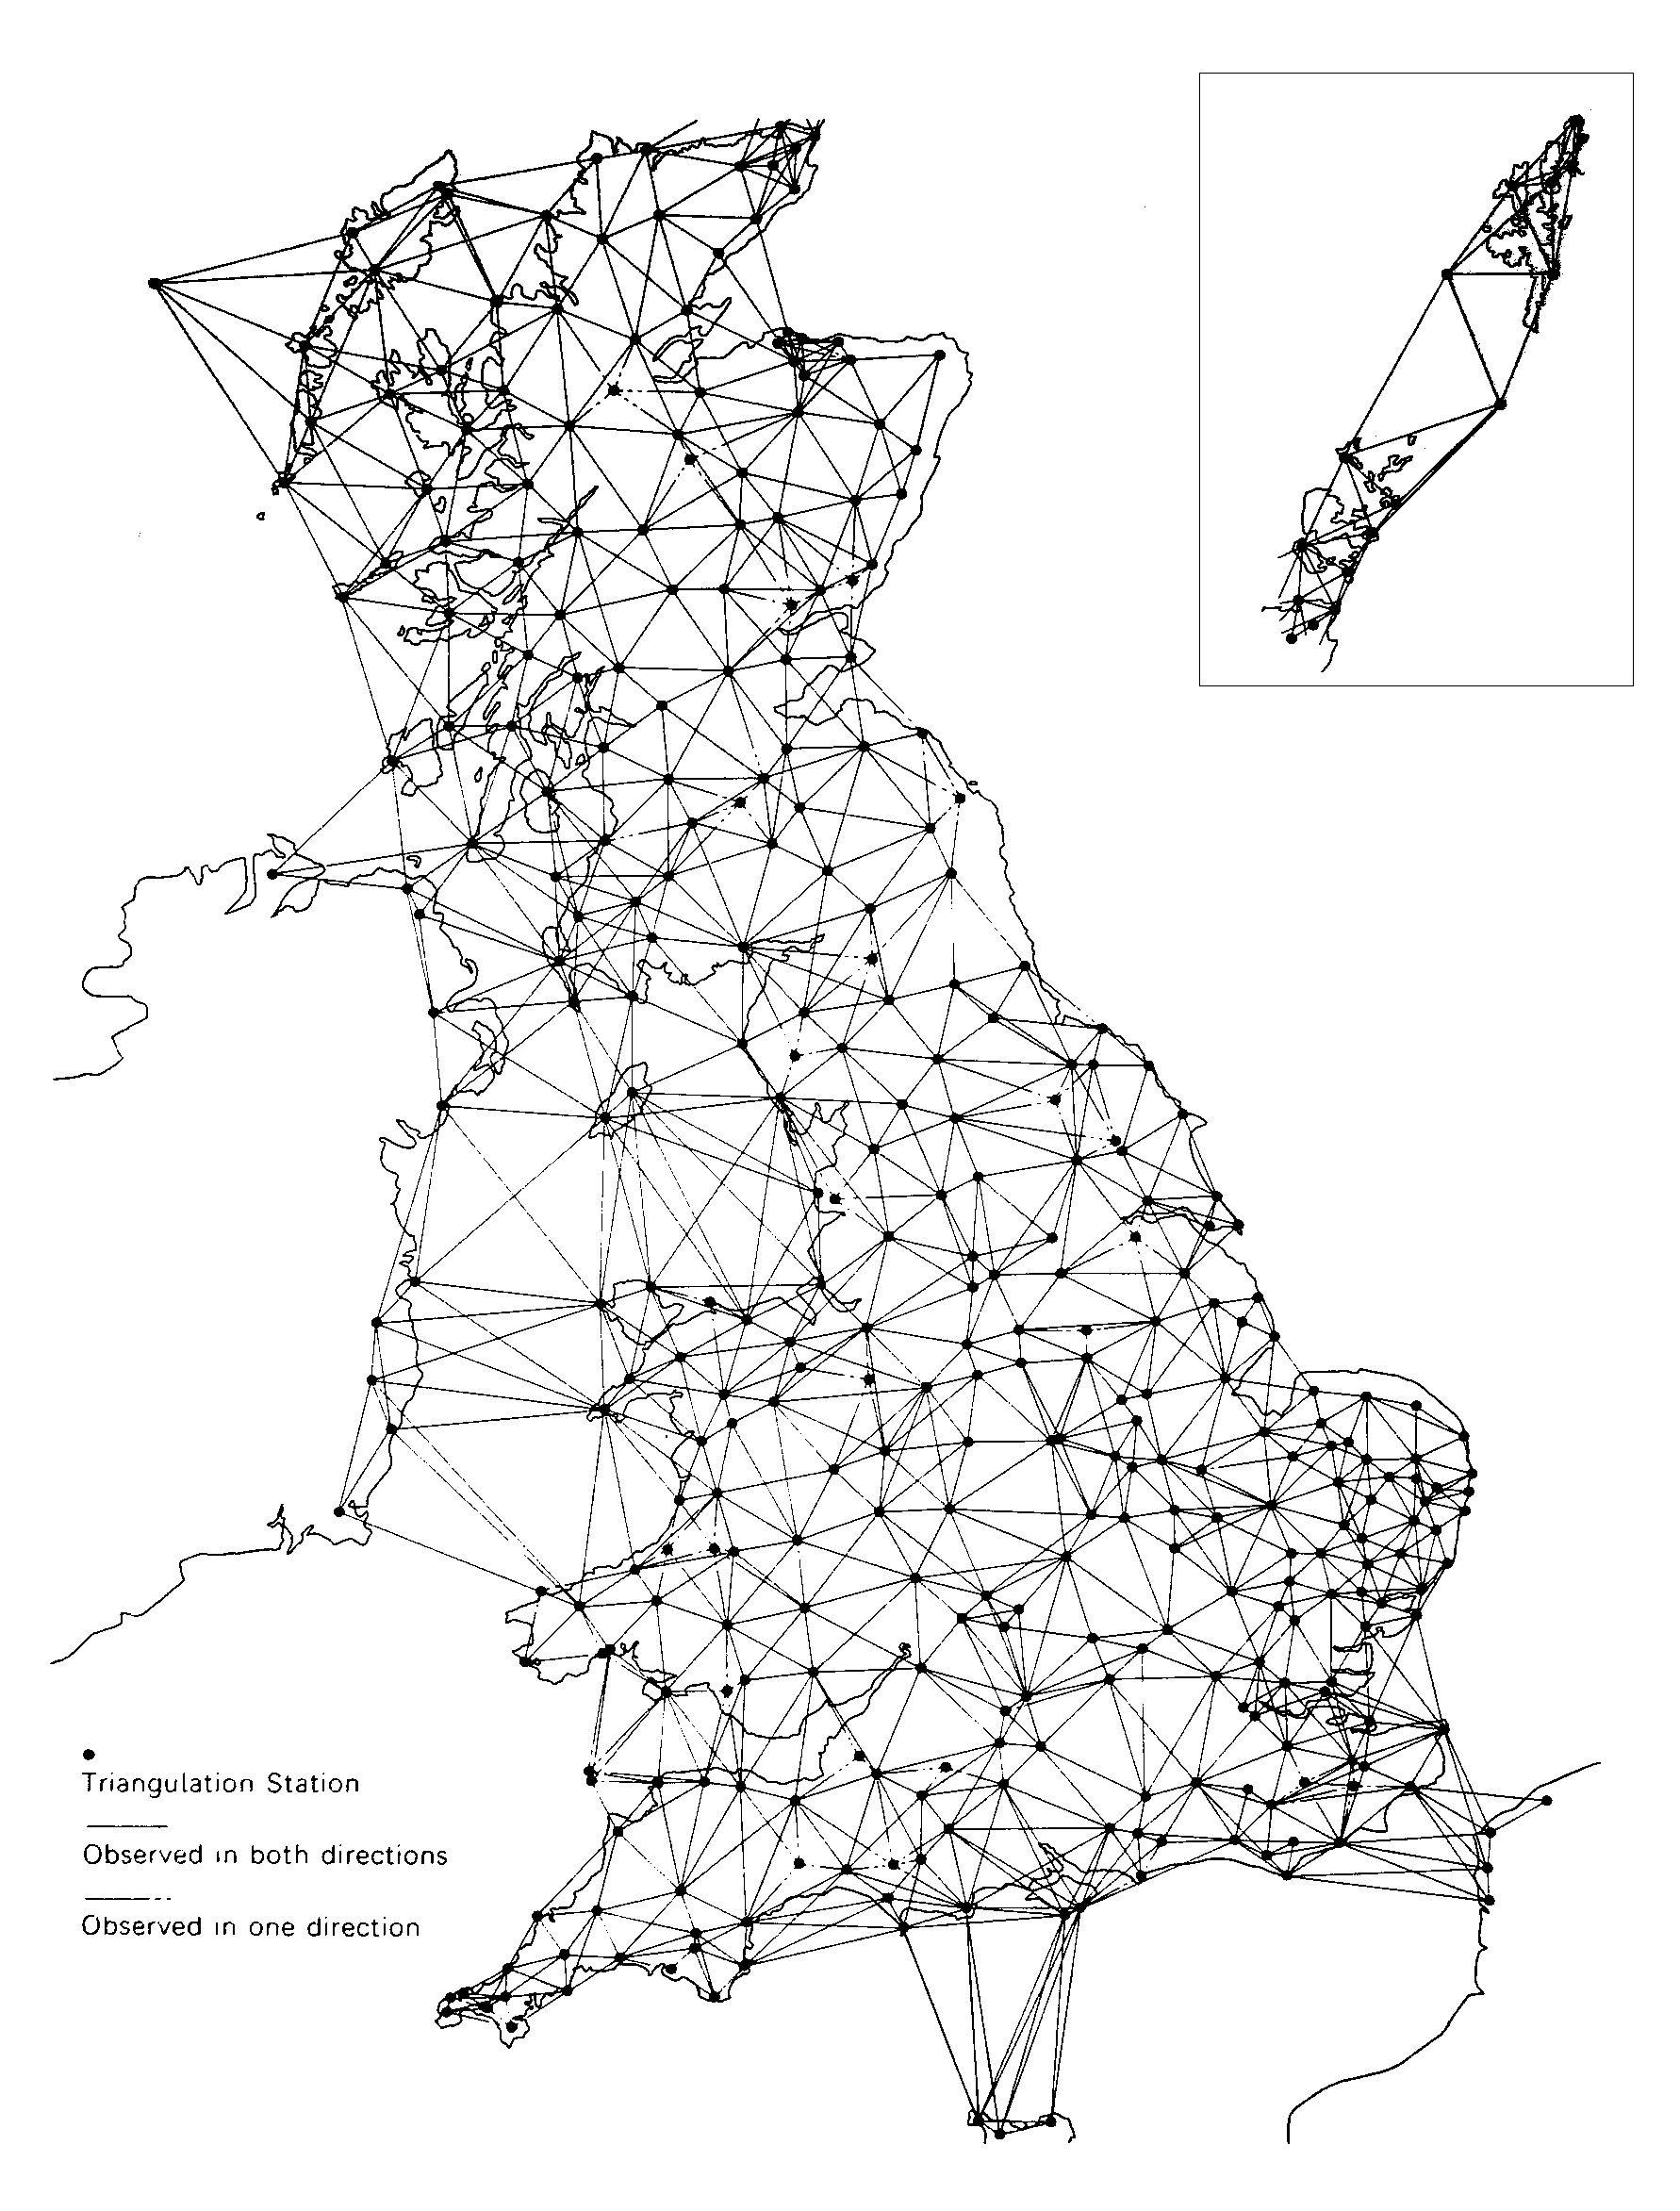 Triangulation Station
Observed in both directions
Observed in one direction